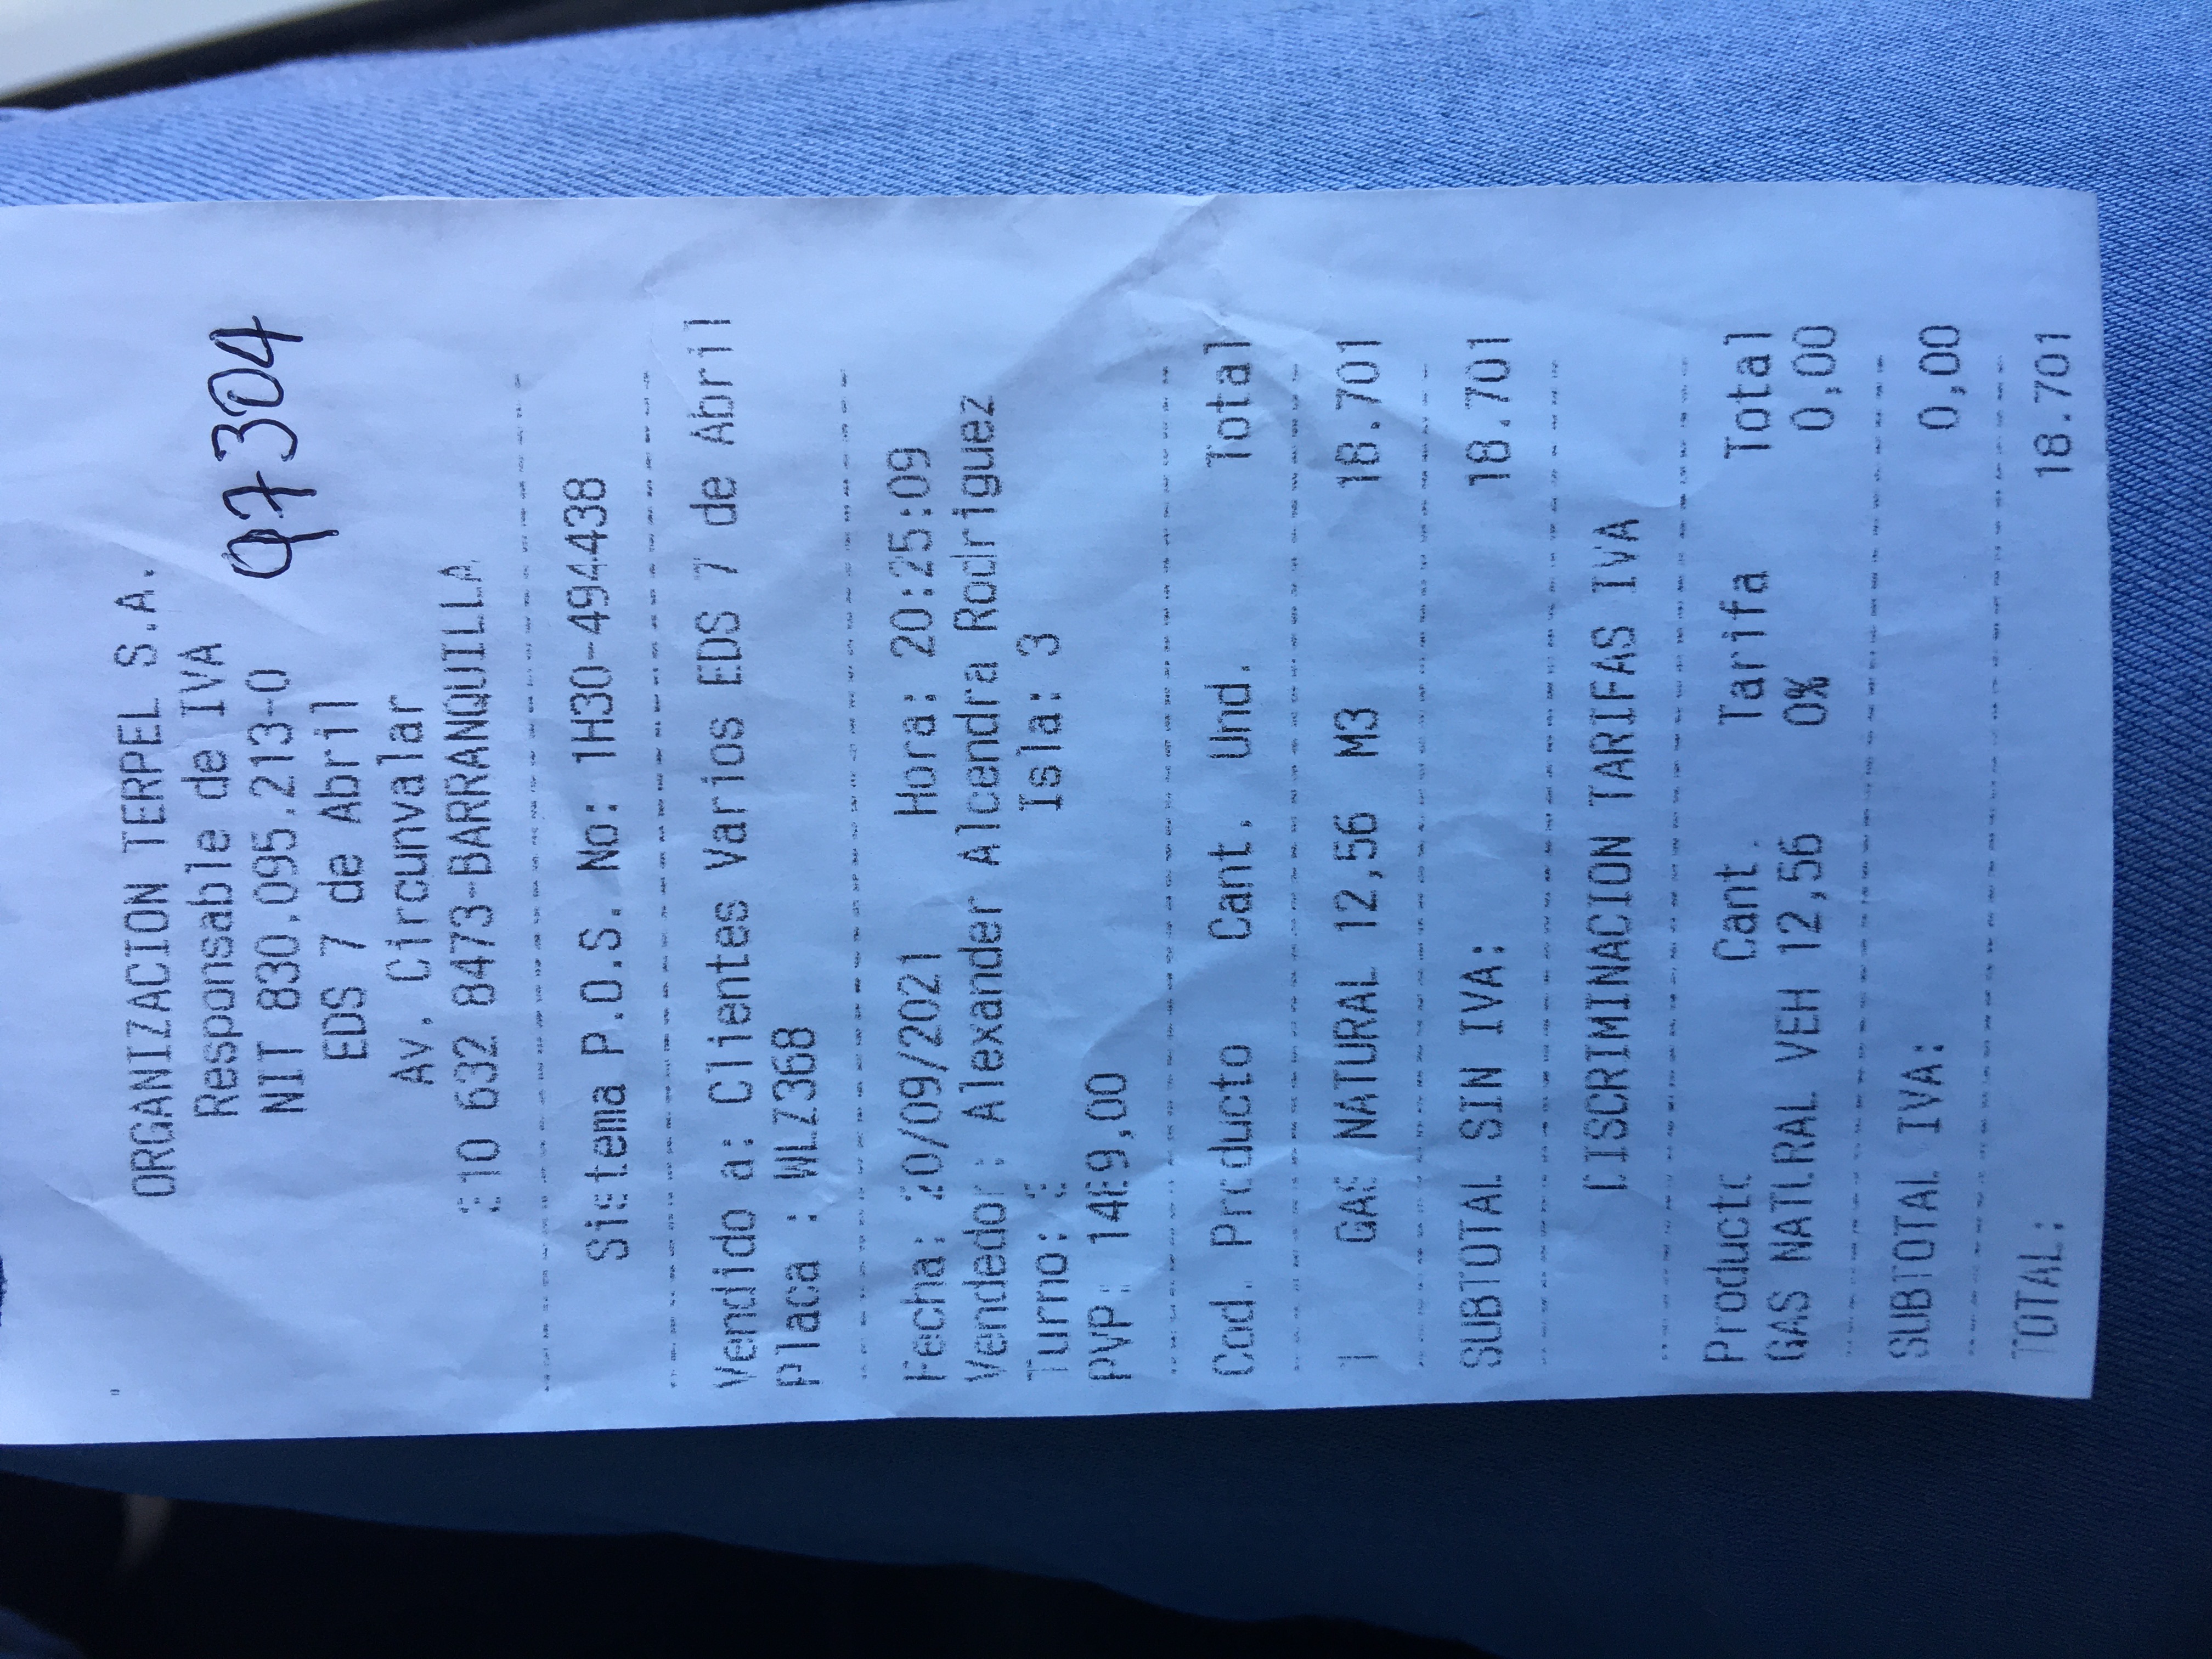 ORGANIZACION TERPEL S.A.
Responsable de IVA
97304
NIT 830.095.213-0
EDS 7 de Abril
Av. Circunvalar
310 632 8473-BARRANQUILLA
Sistema P.O.S. No: 1H30-494438
Vendido a: Clientes Varios EDS 7 de Abril
Placa : WLZ368
Fecha: 20/09/2021 Hora: 20:25:09
Vendedor: Alexander Alcendra Rodriguez
Turno: Isla: 3
PVP: 1489,00
Cod. Producto Cant. Und. Total
1 GAS NATURAL 12,56 M3 18.701
SUBTOTAL SIN IVA: 18.701
DISCRIMINACION TARIFAS IVA
Producto Cant. Tarifa Total
GAS NATURAL VEH 12,56 0% 0,00
SUBTOTAL IVA: 0,00
TOTAL: 18.701